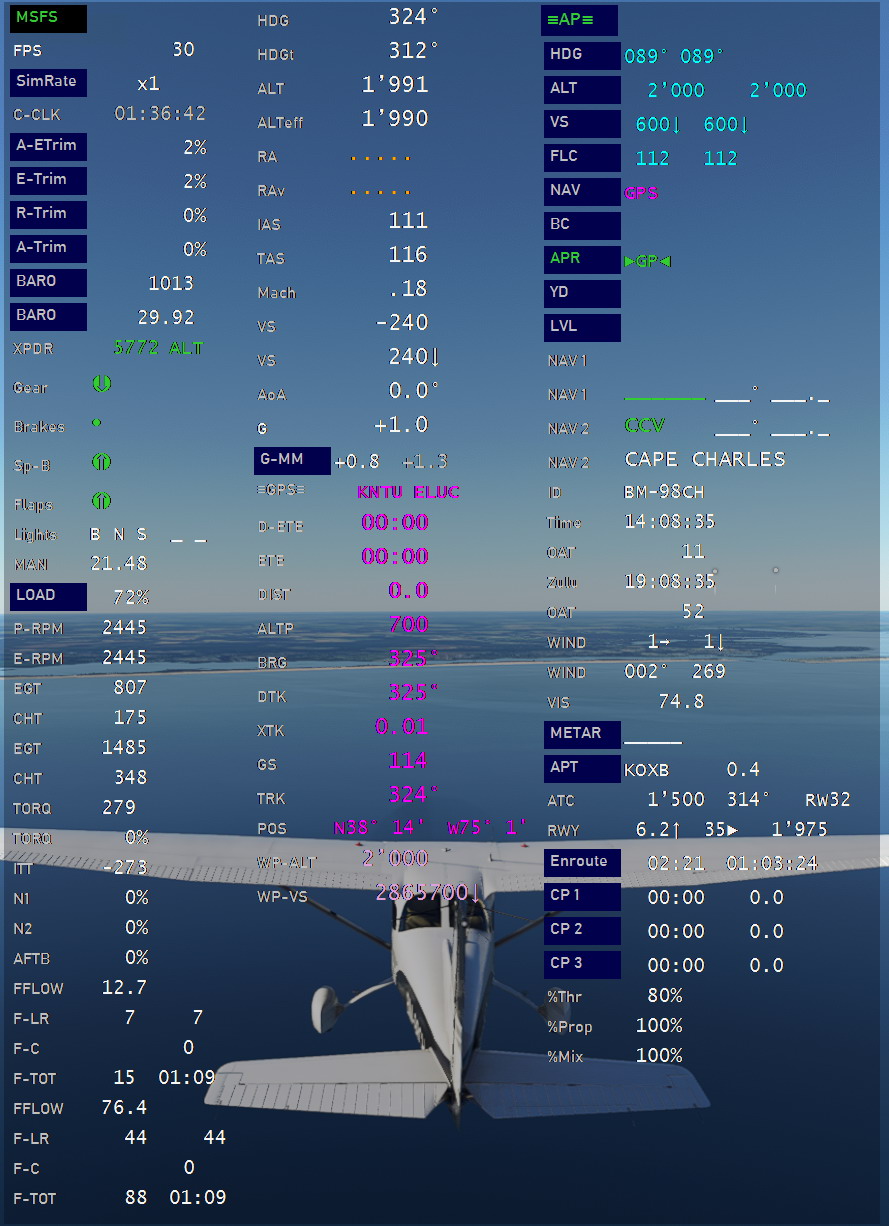 MSFS
FPS 30
SimRate x1
C-CLK 01:36:42
A-ETrim 2%
E-Trim 2%
R-Trim 0%
A-Trim 0%
BARO 1013
BARO 29.92
XPDR 5772 ALT
Gear
Brakes •
Sp-B
Flaps
Lights B N S _ _
MAN 21.48
LOAD 72%
P-RPM 2445
E-RPM 2445
EGT 807
CHT 175
EGT 1485
CHT 348
TORQ 279
TORQ 0%
ITT -273
N1 0%
N2 0%
AFTB 0%
FFLOW 12.7
F-LR 7 7
F-C 0
F-TOT 15 01:09
FFLOW 76.4
F-LR 44 44
F-C 0
F-TOT 88 01:09
HDG 324°
HDGt 312°
ALT 1'991
ALTeff 1'990
RA .....
RAv .....
IAS 111
TAS 116
Mach .18
VS -240
VS 240↓
AoA 0.0°
G +1.0
G-MM +0.8 +1.3
≡GPS≡ KNTU ELUC
D-ETE 00:00
ETE 00:00
DIST 0.0
ALTP 700
BRG 325°
DTK 325°
XTK 0.01
GS 114
TRK 324°
POS N38° 14' W75° 1'
WP-ALT 2'000
WP-VS 2865700↓
≡AP≡
HDG 089° 089°
ALT 2'000 2'000
VS 600↓ 600↓
FLC 112 112
NAV GPS
BC
APR ►GP◄
YD
LVL
NAV1
NAV1 _______ ___° ___._
NAV2 CCV ___° ___._
NAV2 CAPE CHARLES
ID BM-98CH
Time 14:08:35
OAT 11
Zulu 19:08:35
OAT 52
WIND 1→ 1↓
WIND 002° 269
VIS 74.8
METAR _____
APT KOXB 0.4
ATC 1'500 314° RW32
RWY 6.2↑ 35► 1'975
Enroute 02:21 01:03:24
CP 1 00:00 0.0
CP 2 00:00 0.0
CP 3 00:00 0.0
%Thr 80%
%Prop 100%
%Mix 100%